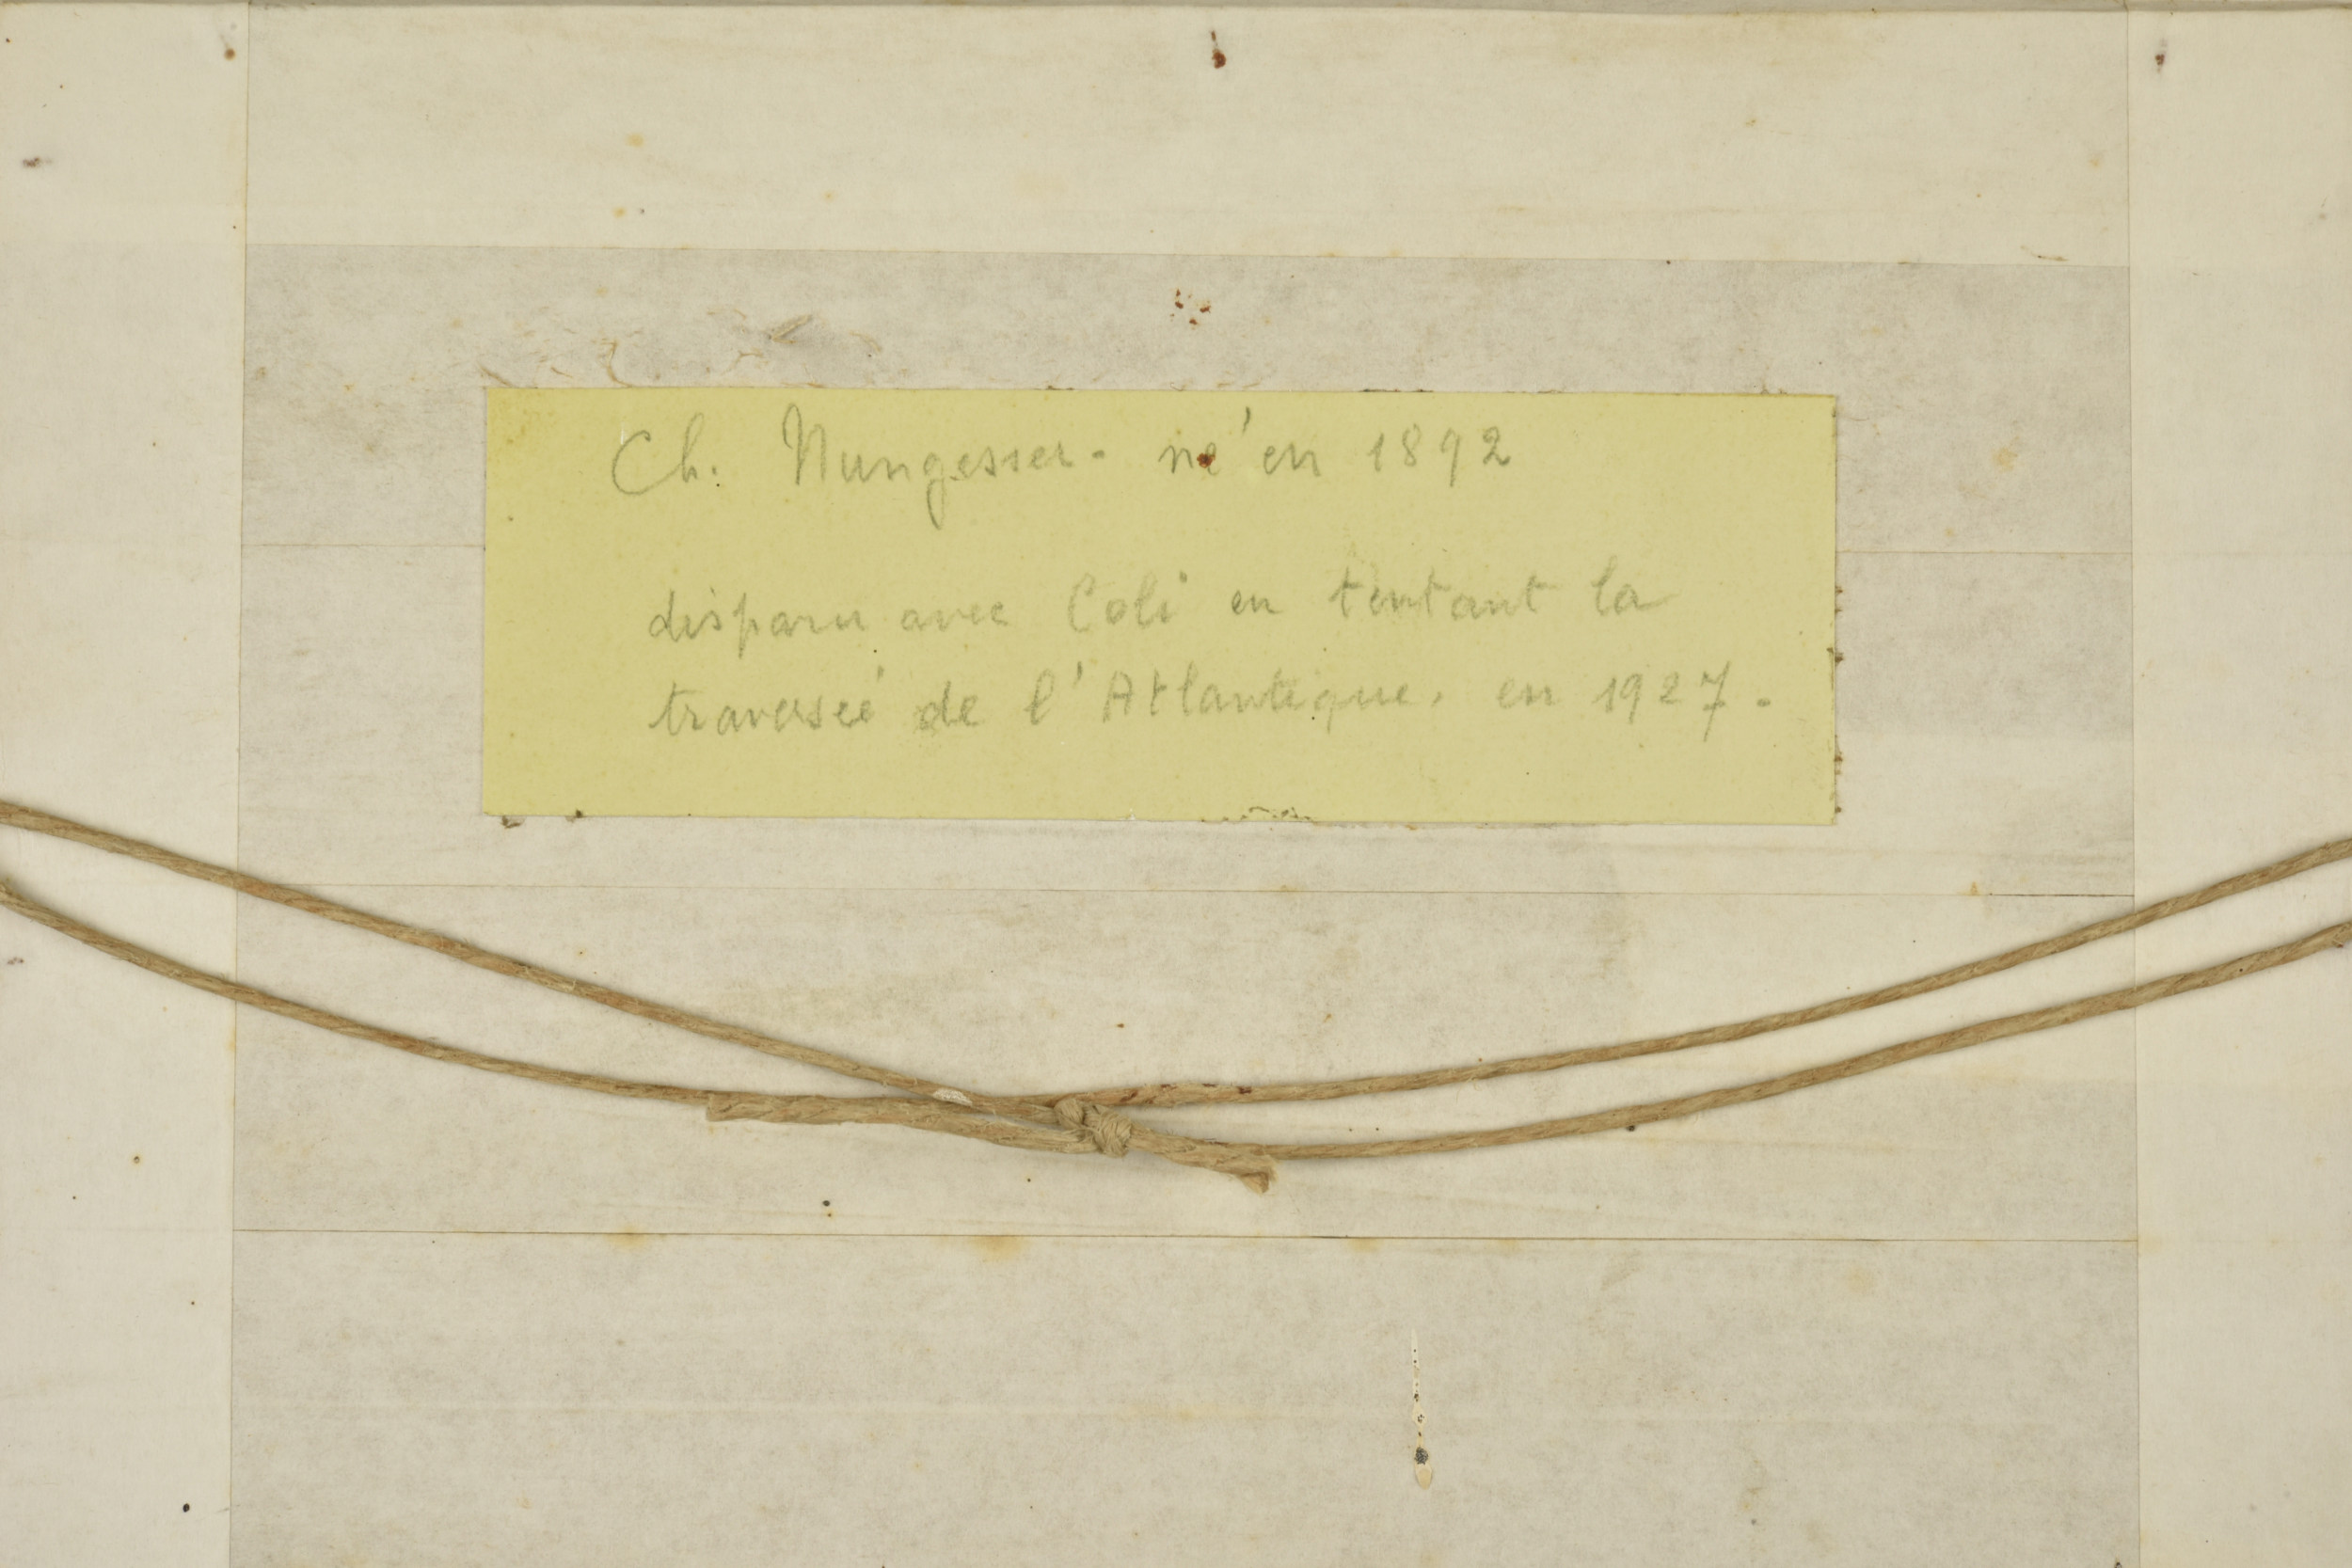 Ch. Nungesser. né en 1892
disparu avec Coli en tentant la
traversée de l'Atlantique. en 1927.